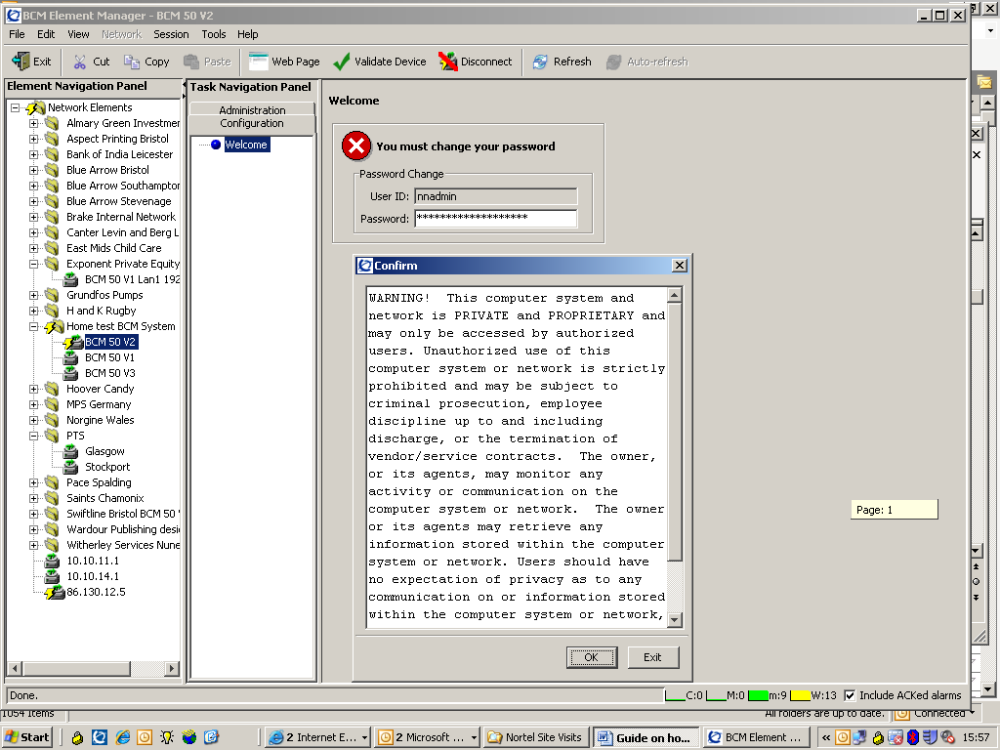 BCM Element Manager - BCM 50 V2
File Edit View Network Session Tools Help
Exit Cut Copy Paste Web Page Validate Device Disconnect Refresh Auto-refresh
Element Navigation Panel
Network Elements
Almary Green Investmen
Aspect Printing Bristol
Bank of India Leicester
Blue Arrow Bristol
Blue Arrow Southampton
Blue Arrow Stevenage
Brake Internal Network
Canter Levin and Berg L
East Mids Child Care
Exponent Private Equity
BCM 50 V1 Lan1 192
Grundfos Pumps
H and K Rugby
Home test BCM System
BCM 50 V2
BCM 50 V1
BCM 50 V3
Hoover Candy
MPS Germany
Norgine Wales
PTS
Glasgow
Stockport
Pace Spalding
Saints Chamonix
Swiftline Bristol BCM 50
Wardour Publishing desi
Witherley Services Nune
10.10.11.1
10.10.14.1
86.130.12.5
Task Navigation Panel
Administration
Configuration
Welcome
Welcome
You must change your password
Password Change
User ID: nnadmin
Password: *******************
Confirm
WARNING! This computer system and
network is PRIVATE and PROPRIETARY and
may only be accessed by authorized
users. Unauthorized use of this
computer system or network is strictly
prohibited and may be subject to
criminal prosecution, employee
discipline up to and including
discharge, or the termination of
vendor/service contracts. The owner,
or its agents, may monitor any
activity or communication on the
computer system or network. The owner
or its agents may retrieve any
information stored within the computer
system or network. Users should have
no expectation of privacy as to any
communication on or information stored
within the computer system or network,
OK Exit
Page: 1
Done.
C:0 M:0 m:9 W:13 Include ACKed alarms
1054 Items All folders are up to date. Connected
Start 2 Internet E... 2 Microsoft ... Nortel Site Visits Guide on ho... BCM Element ... « 15:57